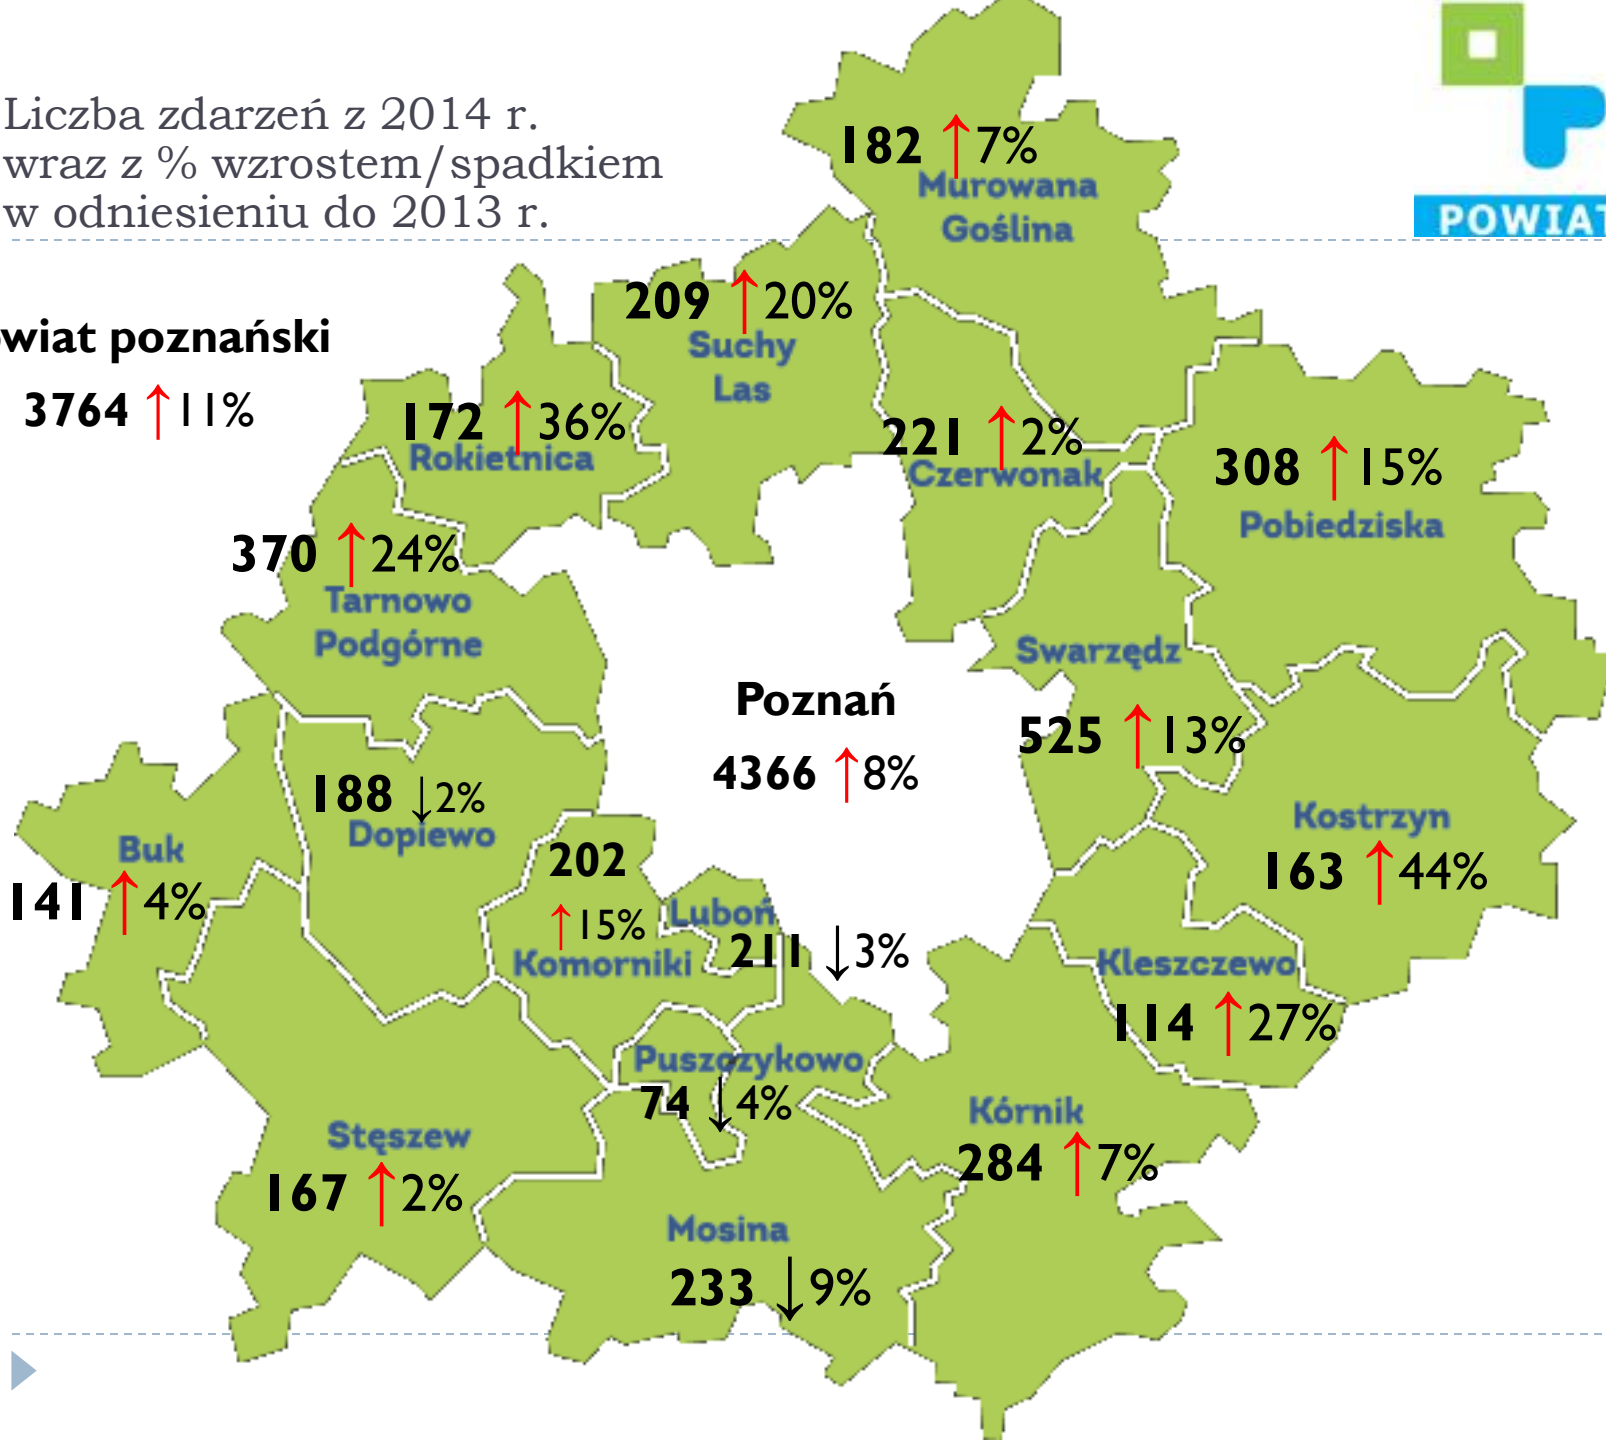 Liczba zdarzeń z 2014 r.
wraz z % wzrostem/spadkiem
w odniesieniu do 2013 r.
POWIAT
182 ↑ 7%
Murowana
Goślina
209 ↑ 20%
Suchy
Las
wiat poznański
3764 ↑ 11%
172 ↑ 36%
Rokietnica
221 ↑ 2%
Czerwonak
308 ↑ 15%
Pobiedziska
370 ↑ 24%
Tarnowo
Podgórne
Swarzędz
525 ↑ 13%
Poznań
4366 ↑ 8%
188 ↓ 2%
Dopiewo
Buk
141 ↑ 4%
202
↑ 15%
Komorniki
Luboń
211 ↓ 3%
Kostrzyn
163 ↑ 44%
Kleszczewo
114 ↑ 27%
Puszczykowo
74 ↓ 4%
Kórnik
284 ↑ 7%
Stęszew
167 ↑ 2%
Mosina
233 ↓ 9%